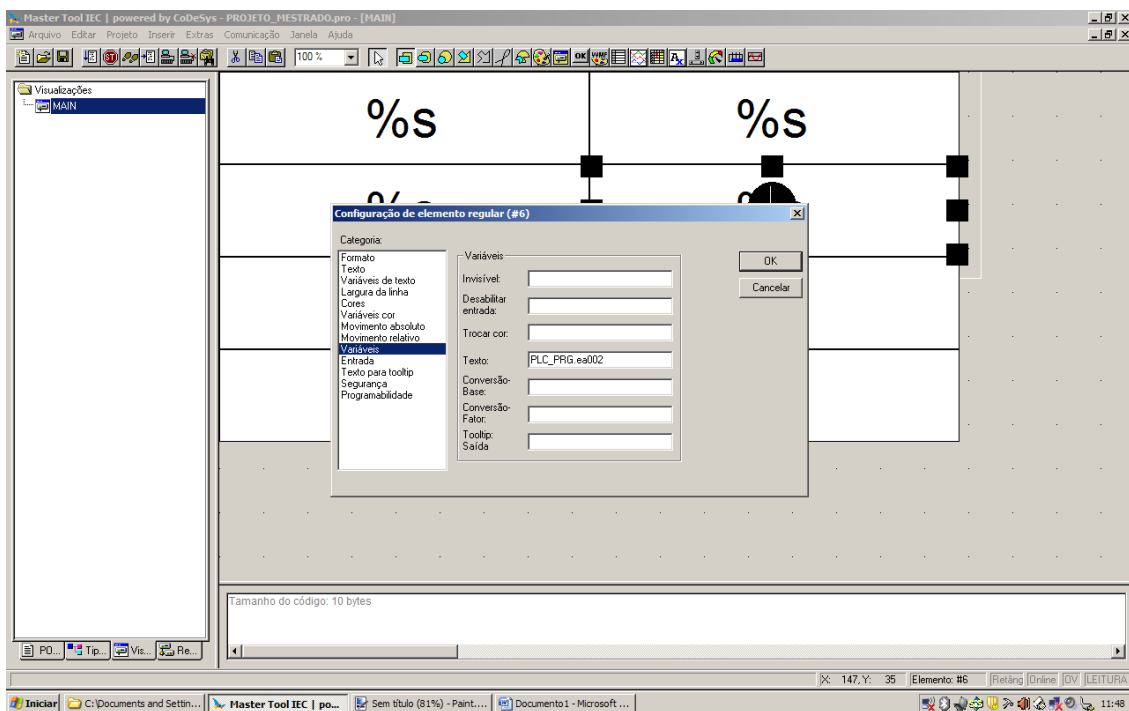 Master Tool IEC | powered by CoDeSys - PROJETO_MESTRADO.pro - [MAIN]
Arquivo Editar Projeto Inserir Extras Comunicação Janela Ajuda
100 %
OK
Visualizações
MAIN
%s %s
Configuração de elemento regular (#6)
Categoria:
Formato
Texto
Variáveis de texto
Largura da linha
Cores
Variáveis cor
Movimento absoluto
Movimento relativo
Variáveis
Entrada
Texto para tooltip
Segurança
Programabilidade
Variáveis
Invisível:
Desabilitar
entrada:
Trocar cor:
Texto: PLC_PRG.ea002
Conversão-
Base:
Conversão-
Fator:
Tooltip:
Saída
OK
Cancelar
Tamanho do código: 10 bytes
PO... Tip... Vis... Re...
X: 147, Y: 35 Elemento: #6 Retâng Online OV LEITURA
Iniciar C:\Documents and Settin... Master Tool IEC | po... Sem título (81%) - Paint.... Documento1 - Microsoft ... 11:48